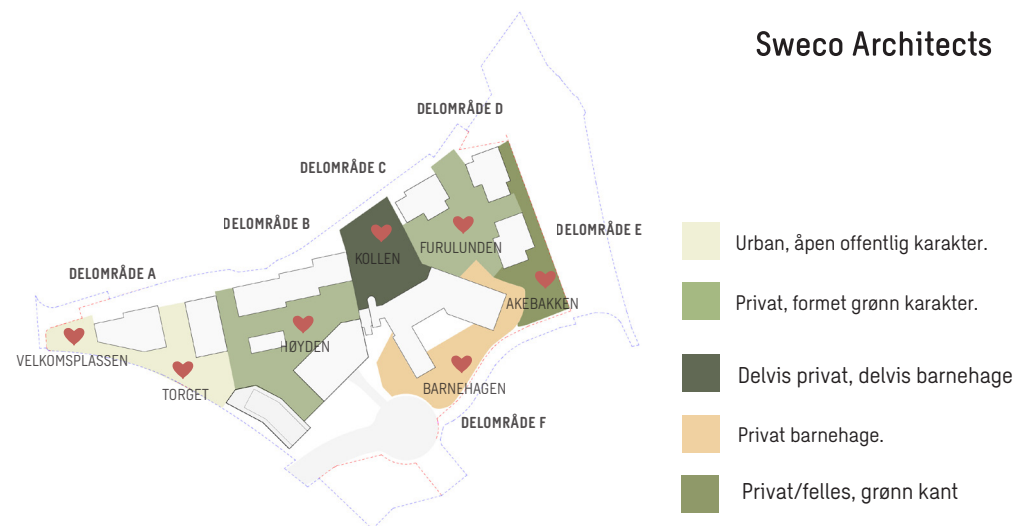 Sweco Architects
DELOMRÅDE D
DELOMRÅDE C
DELOMRÅDE B
DELOMRÅDE E
DELOMRÅDE A
FURULUNDEN
KOLLEN
AKEBAKKEN
HØYDEN
VELKOMSPLASSEN
TORGET
BARNEHAGEN
DELOMRÅDE F
Urban, åpen offentlig karakter.
Privat, formet grønn karakter.
Delvis privat, delvis barnehage
Privat barnehage.
Privat/felles, grønn kant